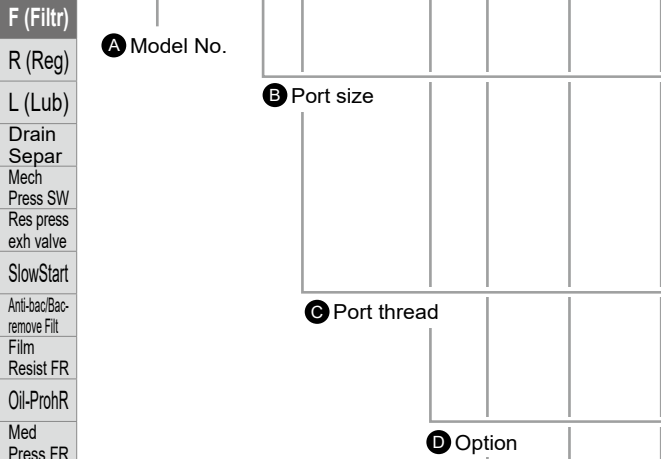 F (Filtr)
R (Reg)
L (Lub)
Drain
Separ
Mech
Press SW
Res press
exh valve
SlowStart
Anti-bac/Bac-
remove Filt
Film
Resist FR
Oil-ProhR
Med
Press FR
A Model No.
B Port size
C Port thread
D Option